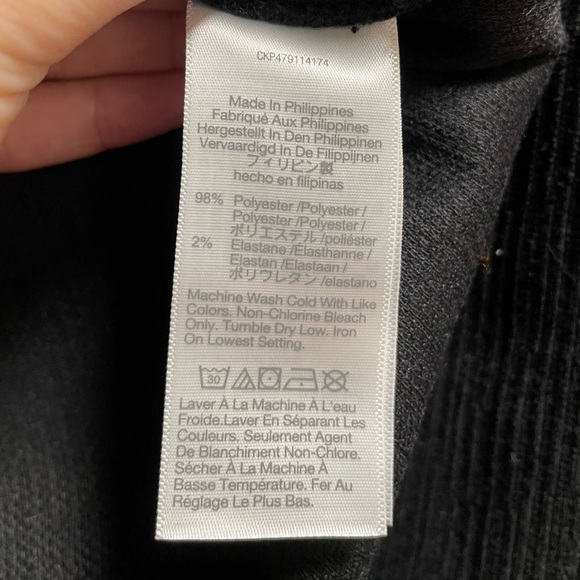 CKP479114174
Made In Philippines
Fabriqué Aux Philippines
Hergestellt In Den Philippinen
Vervaardigd In De Filippijnen
フィリピン製
hecho en filipinas
98% Polyester /Polyester /
Polyester /Polyester /
ポリエステル /poliéster
2% Elastane /Élasthanne /
Elastan /Elastaan /
ポリウレタン /elastano
Machine Wash Cold With Like
Colors. Non-Chlorine Bleach
Only. Tumble Dry Low. Iron
On Lowest Setting.
30
Laver À La Machine À L'eau
Froide.Laver En Séparant Les
Couleurs. Seulement Agent
De Blanchiment Non-Chlore.
Sécher À La Machine À
Basse Température. Fer Au
Réglage Le Plus Bas.